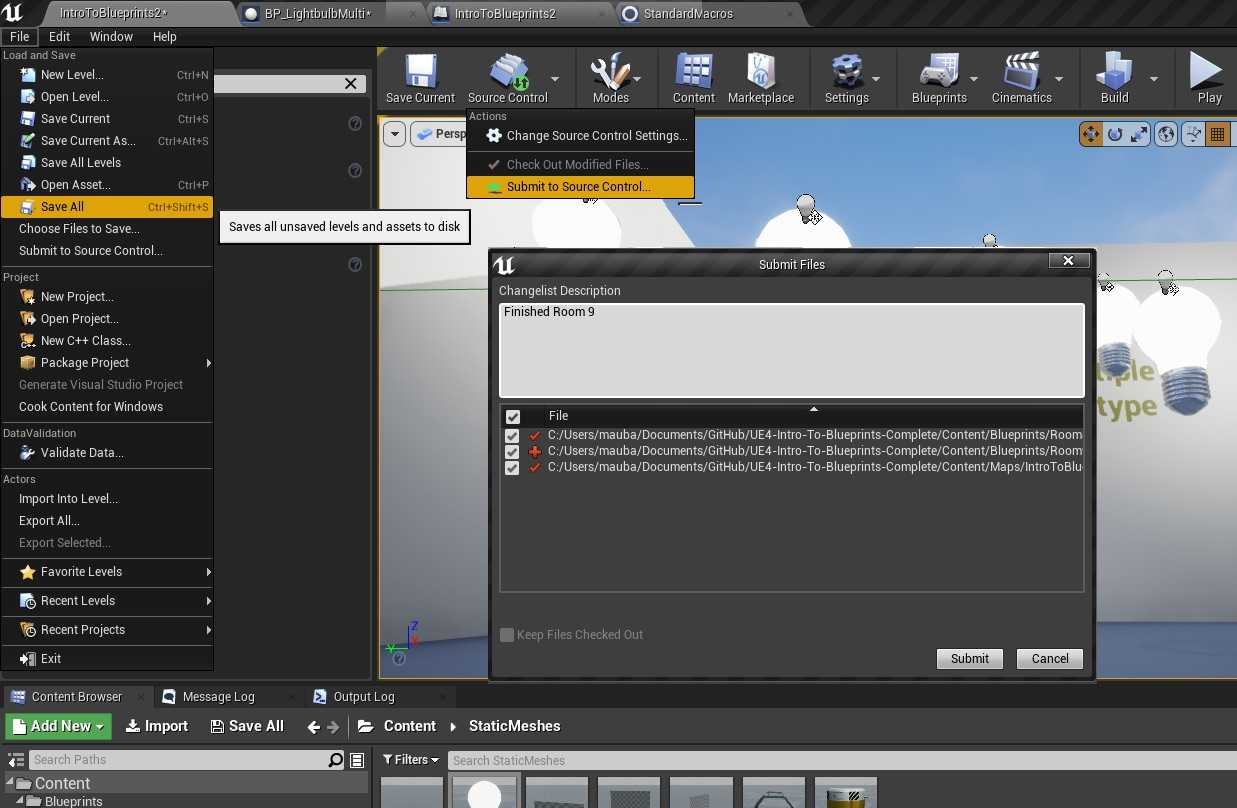 IntroToBlueprints2*
BP_LightbulbMulti*
IntroToBlueprints2
StandardMacros
File Edit Window Help
Load and Save
New Level... Ctrl+N
Open Level... Ctrl+O
Save Current Ctrl+S
Save Current As... Ctrl+Alt+S
Save All Levels
Open Asset... Ctrl+P
Save All Ctrl+Shift+S
Choose Files to Save...
Submit to Source Control...
Project
New Project...
Open Project...
New C++ Class...
Package Project
Generate Visual Studio Project
Cook Content for Windows
DataValidation
Validate Data...
Actors
Import Into Level...
Export All...
Export Selected...
Favorite Levels
Recent Levels
Recent Projects
Exit
Saves all unsaved levels and assets to disk
Save Current
Source Control
Modes
Content
Marketplace
Settings
Blueprints
Cinematics
Build
Play
Persp
Actions
Change Source Control Settings...
Check Out Modified Files...
Submit to Source Control...
Submit Files
Changelist Description
Finished Room 9
File
C:/Users/mauba/Documents/GitHub/UE4-Intro-To-Blueprints-Complete/Content/Blueprints/Room
C:/Users/mauba/Documents/GitHub/UE4-Intro-To-Blueprints-Complete/Content/Blueprints/Room
C:/Users/mauba/Documents/GitHub/UE4-Intro-To-Blueprints-Complete/Content/Maps/IntroToBlu
Keep Files Checked Out
Submit
Cancel
tiple
type
Z
Y
Content Browser
Message Log
Output Log
Add New
Import
Save All
Content
StaticMeshes
Search Paths
Filters
Search StaticMeshes
Content
Blueprints